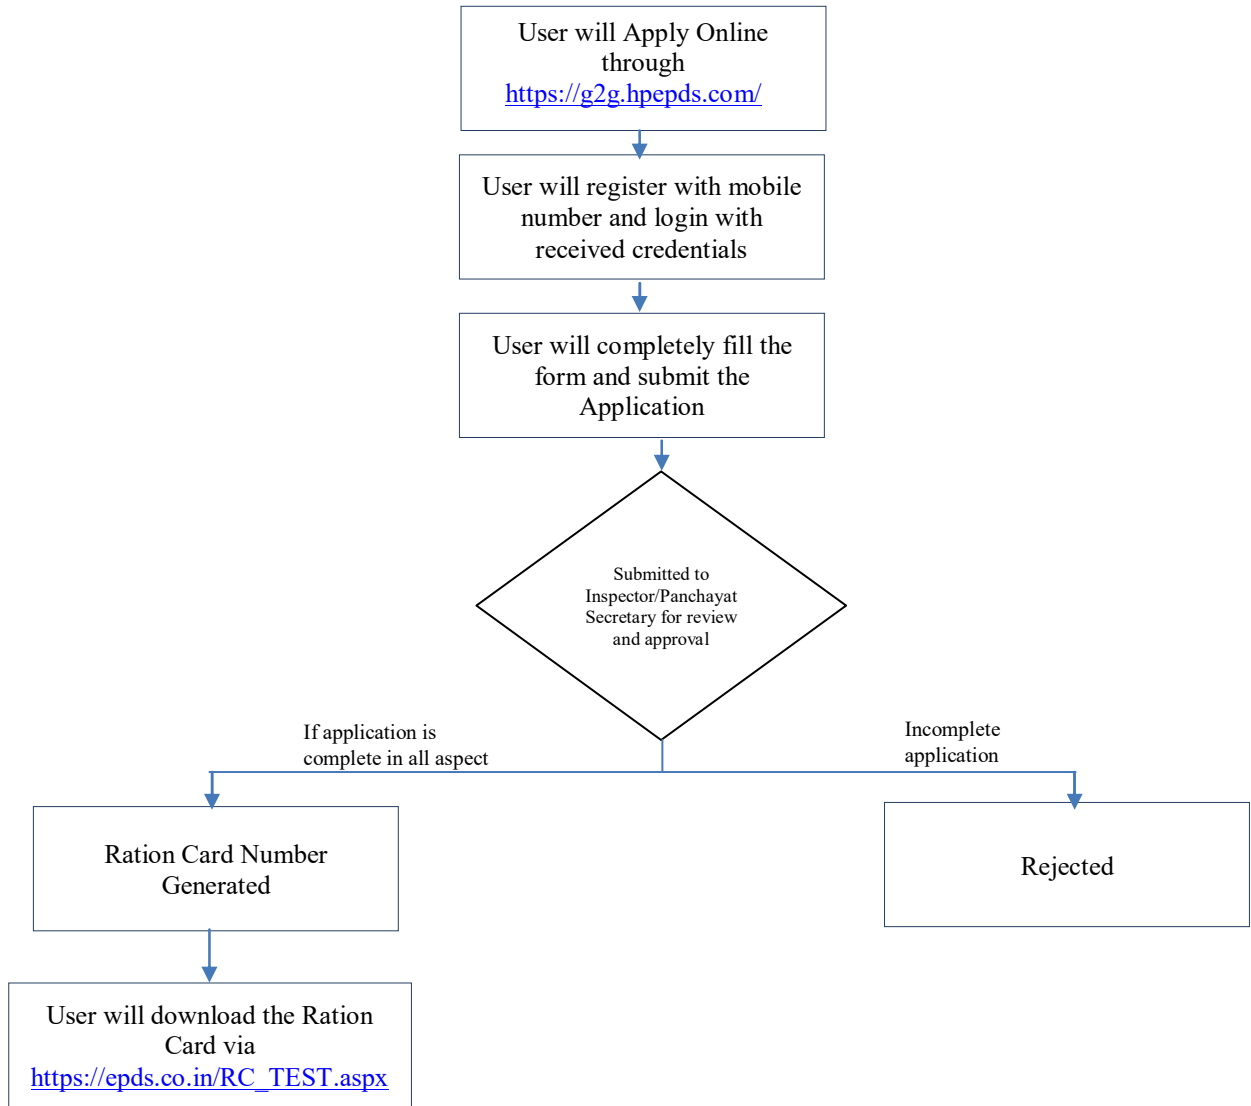 User will Apply Online
through
https://g2g.hpepds.com/
User will register with mobile
number and login with
received credentials
User will completely fill the
form and submit the
Application
Submitted to
Inspector/Panchayat
Secretary for review
and approval
If application is
complete in all aspect
Incomplete
application
Ration Card Number
Generated
Rejected
User will download the Ration
Card via
https://epds.co.in/RC_TEST.aspx